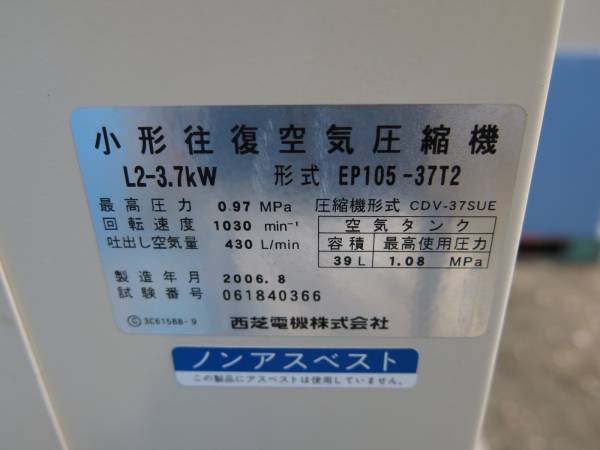 小形往復空気圧縮機
L2-3.7kW 形式 EP105-37T2
最高圧力 0.97 MPa 圧縮機形式 CDV-37SUE
回転速度 1030 min⁻¹ 空気タンク
吐出し空気量 430 L/min 容積 最高使用圧力
39 L 1.08 MPa
製造年月 2006.8
試験番号 061840366
Ⓒ 3C61588-9 西芝電機株式会社
ノンアスベスト
この製品にアスベストは使用していません。